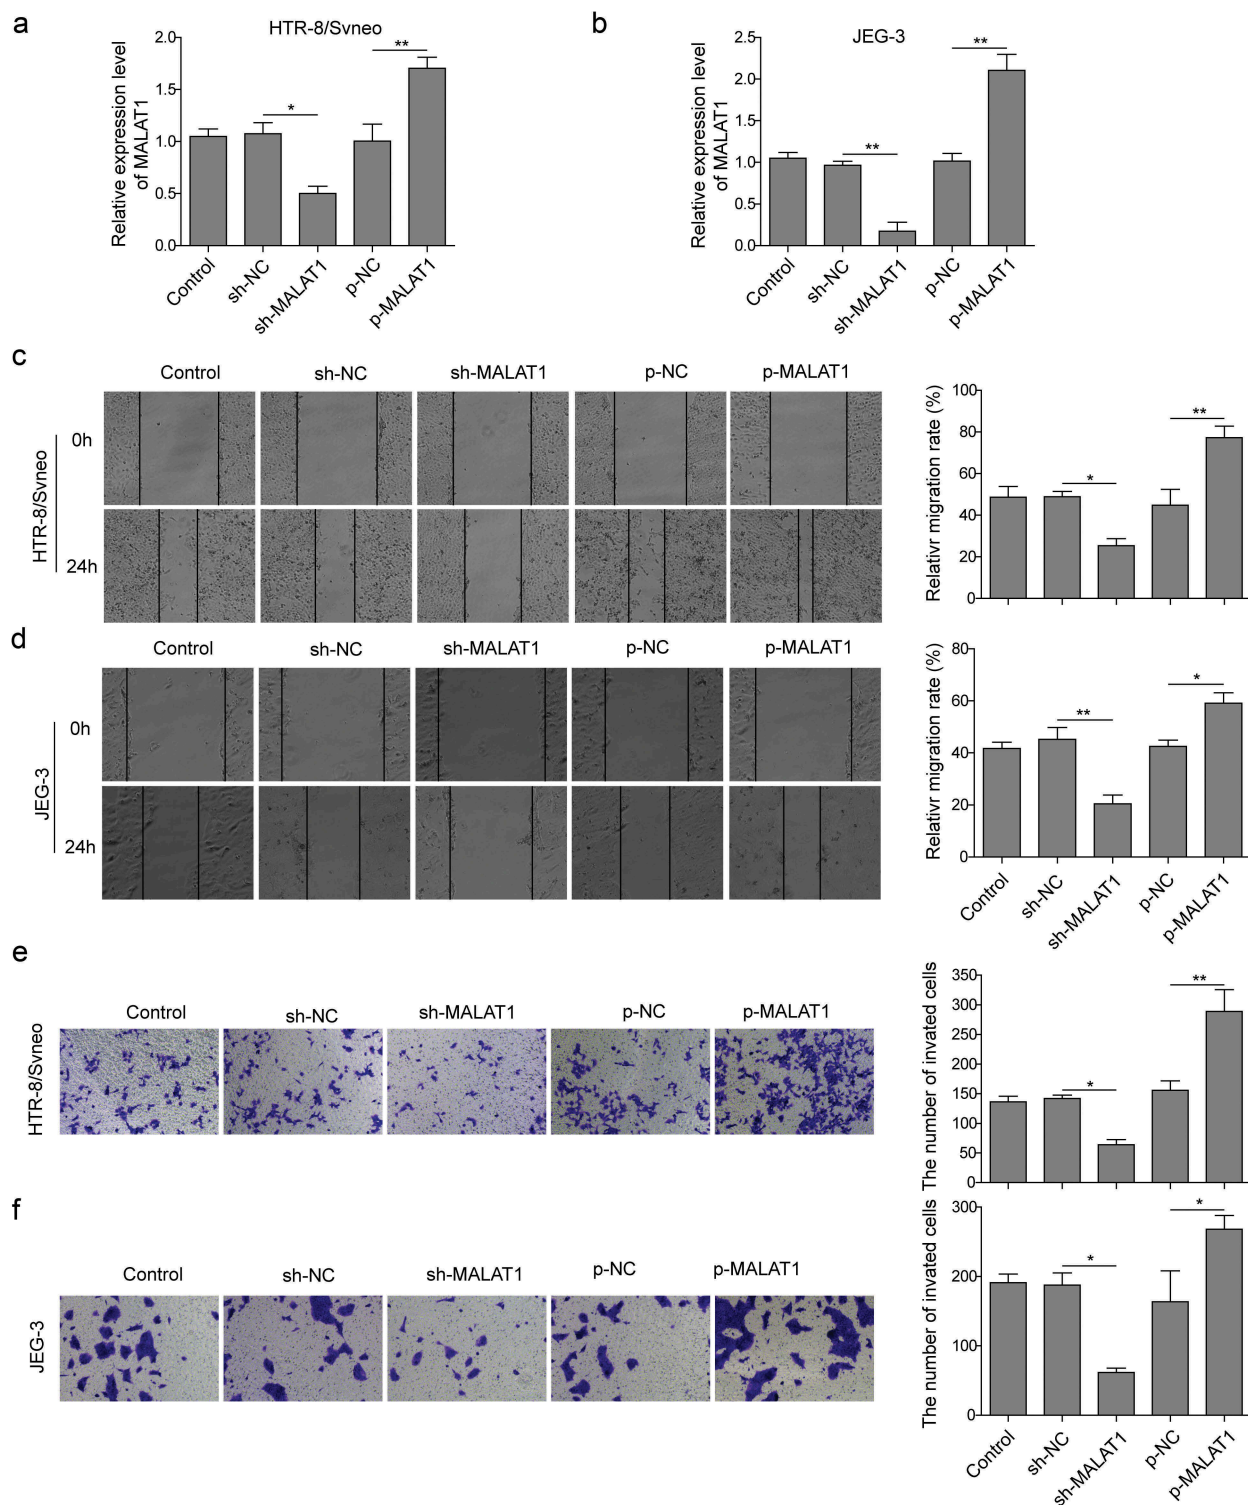 a
HTR-8/Svneo
Relative expression level
of MALAT1
2.0
1.5
1.0
0.5
0.0
*
**
Control
sh-NC
sh-MALAT1
p-NC
p-MALAT1
b
JEG-3
Relative expression level
of MALAT1
2.5
2.0
1.5
1.0
0.5
0.0
**
**
Control
sh-NC
sh-MALAT1
p-NC
p-MALAT1
c
Control
sh-NC
sh-MALAT1
p-NC
p-MALAT1
HTR-8/Svneo
0h
24h
Relativr migration rate (%)
100
80
60
40
20
0
*
**
d
Control
sh-NC
sh-MALAT1
p-NC
p-MALAT1
JEG-3
0h
24h
Relativr migration rate (%)
80
60
40
20
0
**
*
Control
sh-NC
sh-MALAT1
p-NC
p-MALAT1
e
Control
sh-NC
sh-MALAT1
p-NC
p-MALAT1
HTR-8/Svneo
The number of invated cells
350
300
250
200
150
100
50
0
*
**
f
Control
sh-NC
sh-MALAT1
p-NC
p-MALAT1
JEG-3
The number of invated cells
300
200
100
0
*
*
Control
sh-NC
sh-MALAT1
p-NC
p-MALAT1